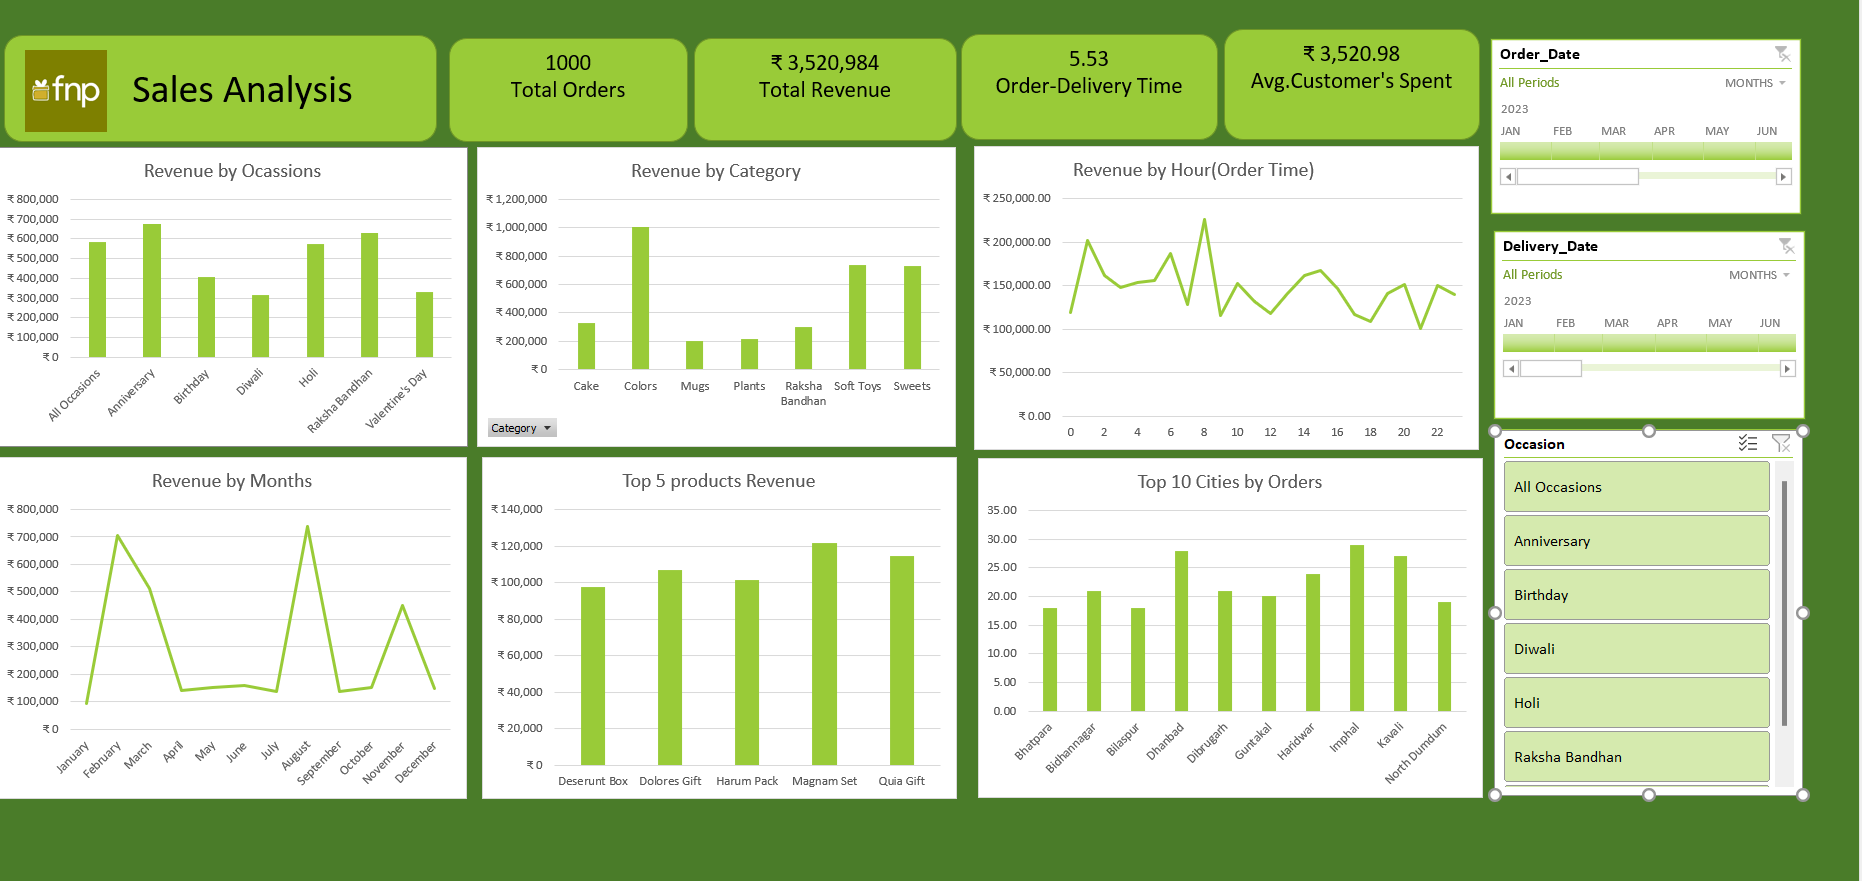 fnp
Sales Analysis
1000
Total Orders
₹ 3,520,984
Total Revenue
5.53
Order-Delivery Time
₹ 3,520.98
Avg.Customer's Spent
Order_Date
All Periods
MONTHS
2023
JAN FEB MAR APR MAY JUN
Revenue by Ocassions
₹ 800,000
₹ 700,000
₹ 600,000
₹ 500,000
₹ 400,000
₹ 300,000
₹ 200,000
₹ 100,000
₹ 0
All Occasions
Anniversary
Birthday
Diwali
Holi
Raksha Bandhan
Valentine's Day
Revenue by Category
₹ 1,200,000
₹ 1,000,000
₹ 800,000
₹ 600,000
₹ 400,000
₹ 200,000
₹ 0
Cake Colors Mugs Plants Raksha Bandhan Soft Toys Sweets
Category
Revenue by Hour(Order Time)
₹ 250,000.00
₹ 200,000.00
₹ 150,000.00
₹ 100,000.00
₹ 50,000.00
₹ 0.00
0 2 4 6 8 10 12 14 16 18 20 22
Delivery_Date
All Periods
MONTHS
2023
JAN FEB MAR APR MAY JUN
Revenue by Months
₹ 800,000
₹ 700,000
₹ 600,000
₹ 500,000
₹ 400,000
₹ 300,000
₹ 200,000
₹ 100,000
₹ 0
January
February
March
April
May
June
July
August
September
October
November
December
Top 5 products Revenue
₹ 140,000
₹ 120,000
₹ 100,000
₹ 80,000
₹ 60,000
₹ 40,000
₹ 20,000
₹ 0
Deserunt Box Dolores Gift Harum Pack Magnam Set Quia Gift
Top 10 Cities by Orders
35.00
30.00
25.00
20.00
15.00
10.00
5.00
0.00
Bhatpara
Bidhannagar
Bilaspur
Dhanbad
Dibrugarh
Guntakal
Haridwar
Imphal
Kavali
North Dumdum
Occasion
All Occasions
Anniversary
Birthday
Diwali
Holi
Raksha Bandhan